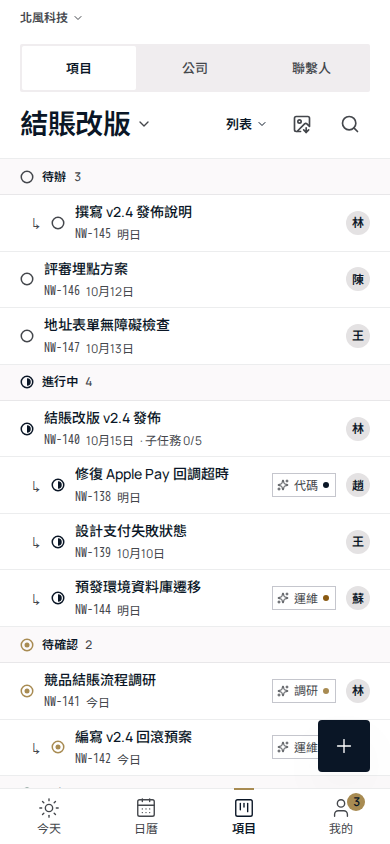 北風科技
項目
公司
聯繫人
結賬改版
列表
待辦 3
撰寫 v2.4 發佈說明
NW-145 明日
林
評審埋點方案
NW-146 10月12日
陳
地址表單無障礙檢查
NW-147 10月13日
王
進行中 4
結賬改版 v2.4 發佈
NW-140 10月15日 · 子任務 0/5
林
修復 Apple Pay 回調超時
NW-138 明日
代碼
趙
設計支付失敗狀態
NW-139 10月10日
王
預發環境資料庫遷移
NW-144 明日
運維
蘇
待確認 2
競品結賬流程調研
NW-141 今日
調研
林
編寫 v2.4 回滾預案
NW-142 今日
運維
今天
日曆
項目
我的
3